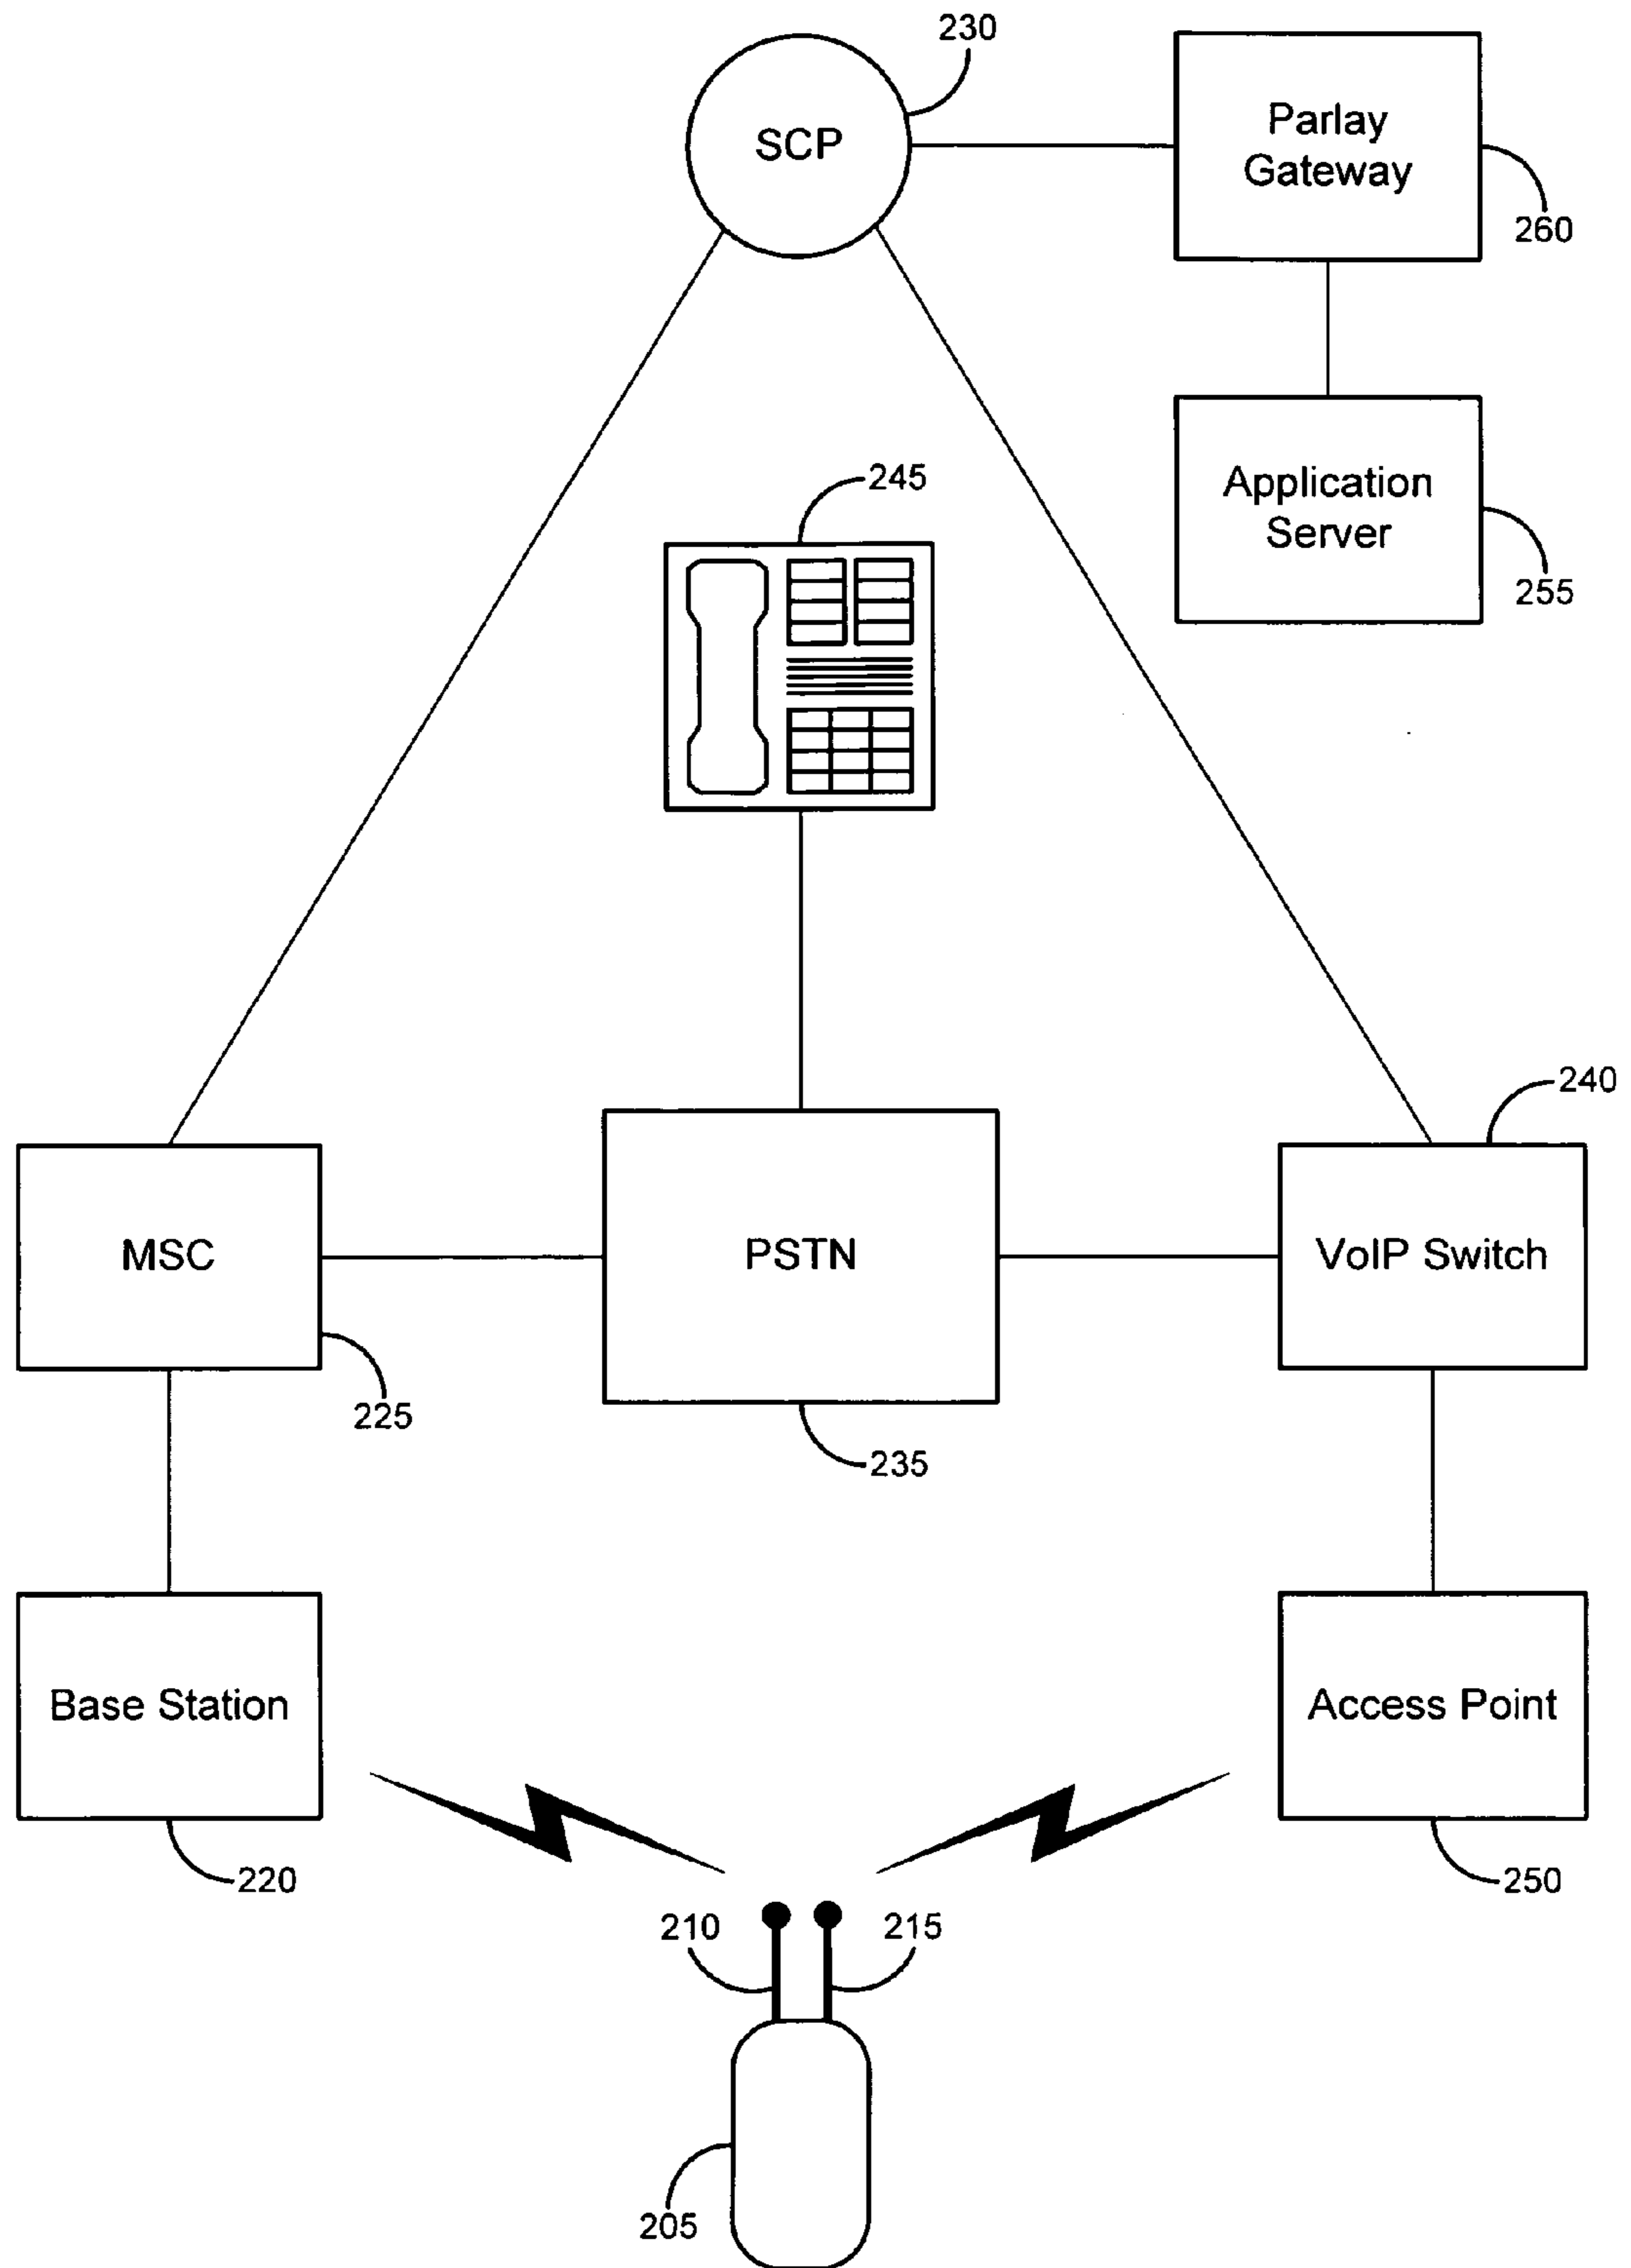 230
SCP
Parlay
Gateway
260
Application
Server
255
245
240
MSC
PSTN
VoIP Switch
225
235
Base Station
Access Point
220
250
210
215
205